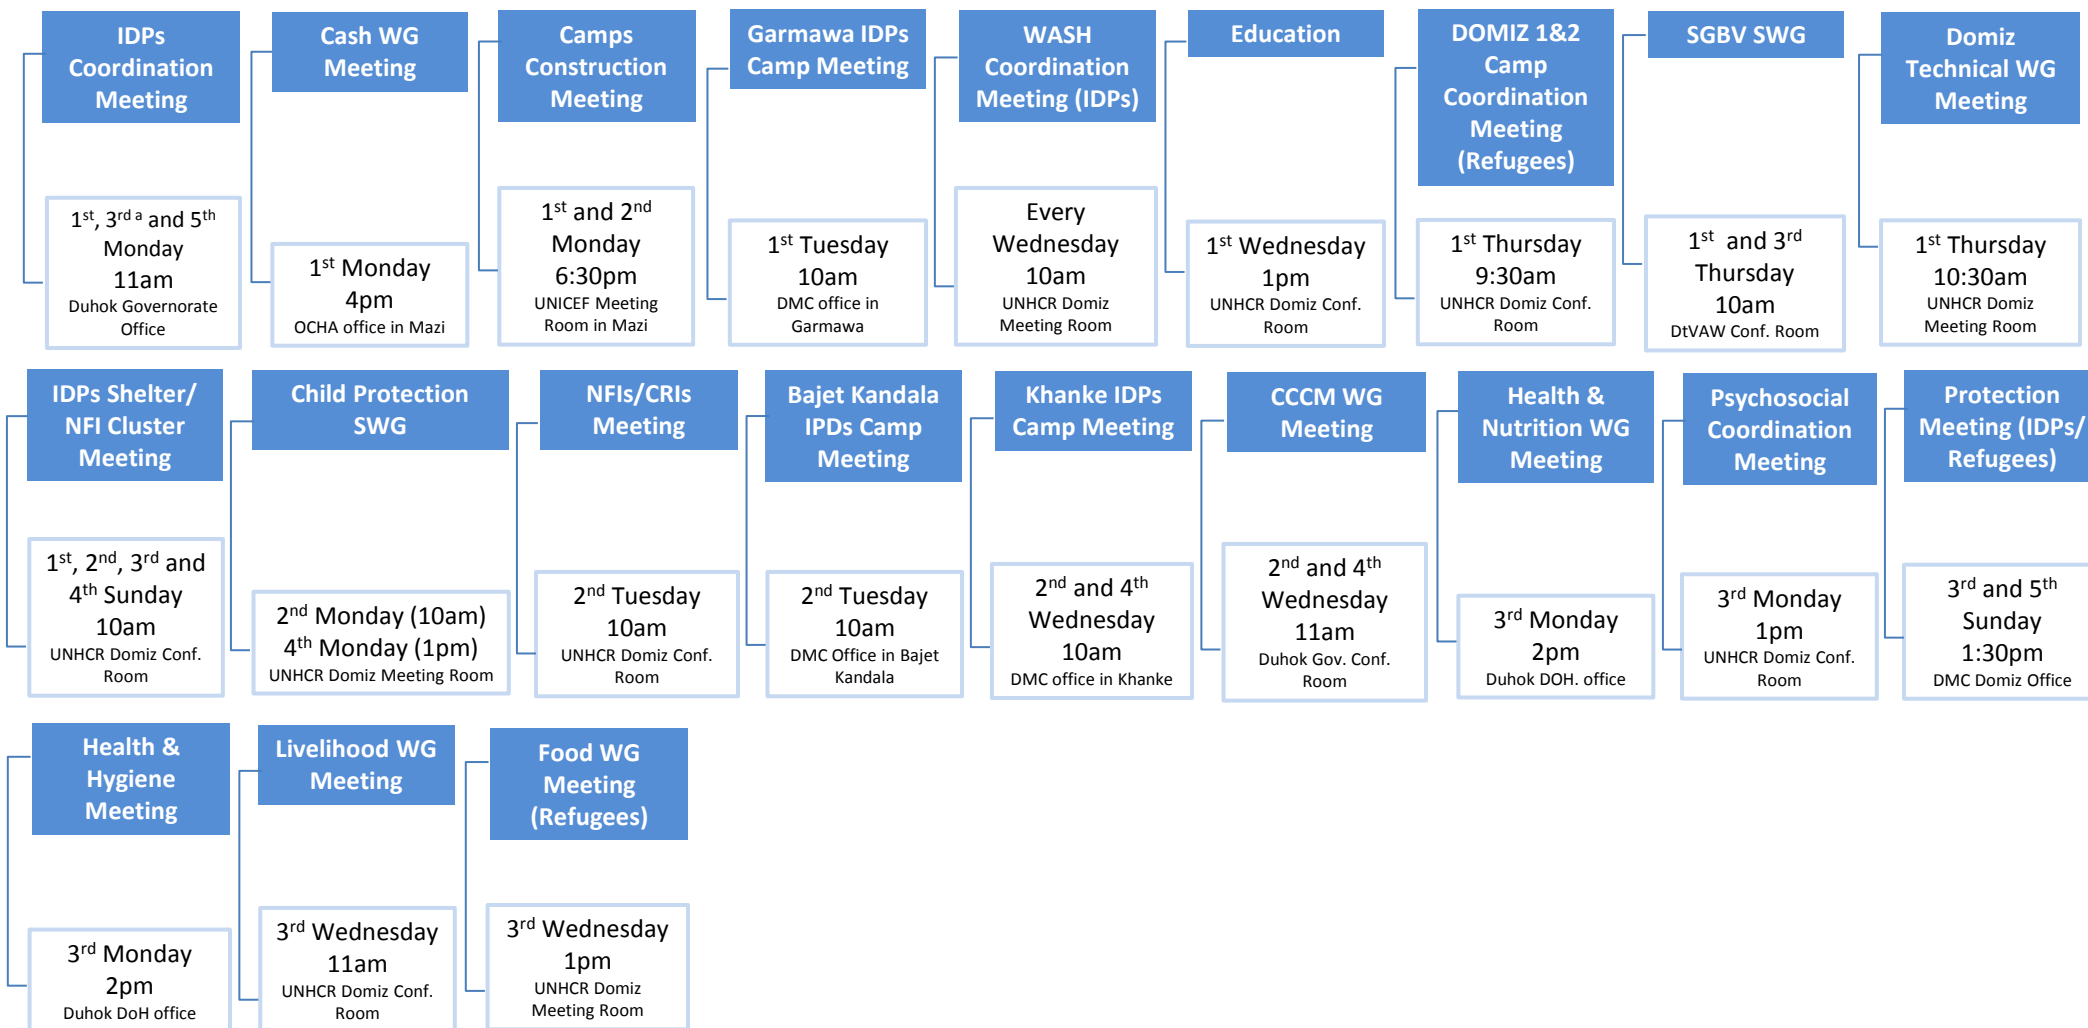 IDPs
Coordination
Meeting
1st, 3rd a and 5th
Monday
11am
Duhok Governorate
Office
Cash WG
Meeting
1st Monday
4pm
OCHA office in Mazi
Camps
Construction
Meeting
1st and 2nd
Monday
6:30pm
UNICEF Meeting
Room in Mazi
Garmawa IDPs
Camp Meeting
1st Tuesday
10am
DMC office in
Garmawa
WASH
Coordination
Meeting (IDPs)
Every
Wednesday
10am
UNHCR Domiz
Meeting Room
Education
1st Wednesday
1pm
UNHCR Domiz Conf.
Room
DOMIZ 1&2
Camp
Coordination
Meeting
(Refugees)
1st Thursday
9:30am
UNHCR Domiz Conf.
Room
SGBV SWG
1st and 3rd
Thursday
10am
DtVAW Conf. Room
Domiz
Technical WG
Meeting
1st Thursday
10:30am
UNHCR Domiz
Meeting Room
IDPs Shelter/
NFI Cluster
Meeting
1st, 2nd, 3rd and
4th Sunday
10am
UNHCR Domiz Conf.
Room
Child Protection
SWG
2nd Monday (10am)
4th Monday (1pm)
UNHCR Domiz Meeting Room
NFIs/CRIs
Meeting
2nd Tuesday
10am
UNHCR Domiz Conf.
Room
Bajet Kandala
IPDs Camp
Meeting
2nd Tuesday
10am
DMC Office in Bajet
Kandala
Khanke IDPs
Camp Meeting
2nd and 4th
Wednesday
10am
DMC office in Khanke
CCCM WG
Meeting
2nd and 4th
Wednesday
11am
Duhok Gov. Conf.
Room
Health &
Nutrition WG
Meeting
3rd Monday
2pm
Duhok DOH. office
Psychosocial
Coordination
Meeting
3rd Monday
1pm
UNHCR Domiz Conf.
Room
Protection
Meeting (IDPs/
Refugees)
3rd and 5th
Sunday
1:30pm
DMC Domiz Office
Health &
Hygiene
Meeting
3rd Monday
2pm
Duhok DoH office
Livelihood WG
Meeting
3rd Wednesday
11am
UNHCR Domiz Conf.
Room
Food WG
Meeting
(Refugees)
3rd Wednesday
1pm
UNHCR Domiz
Meeting Room